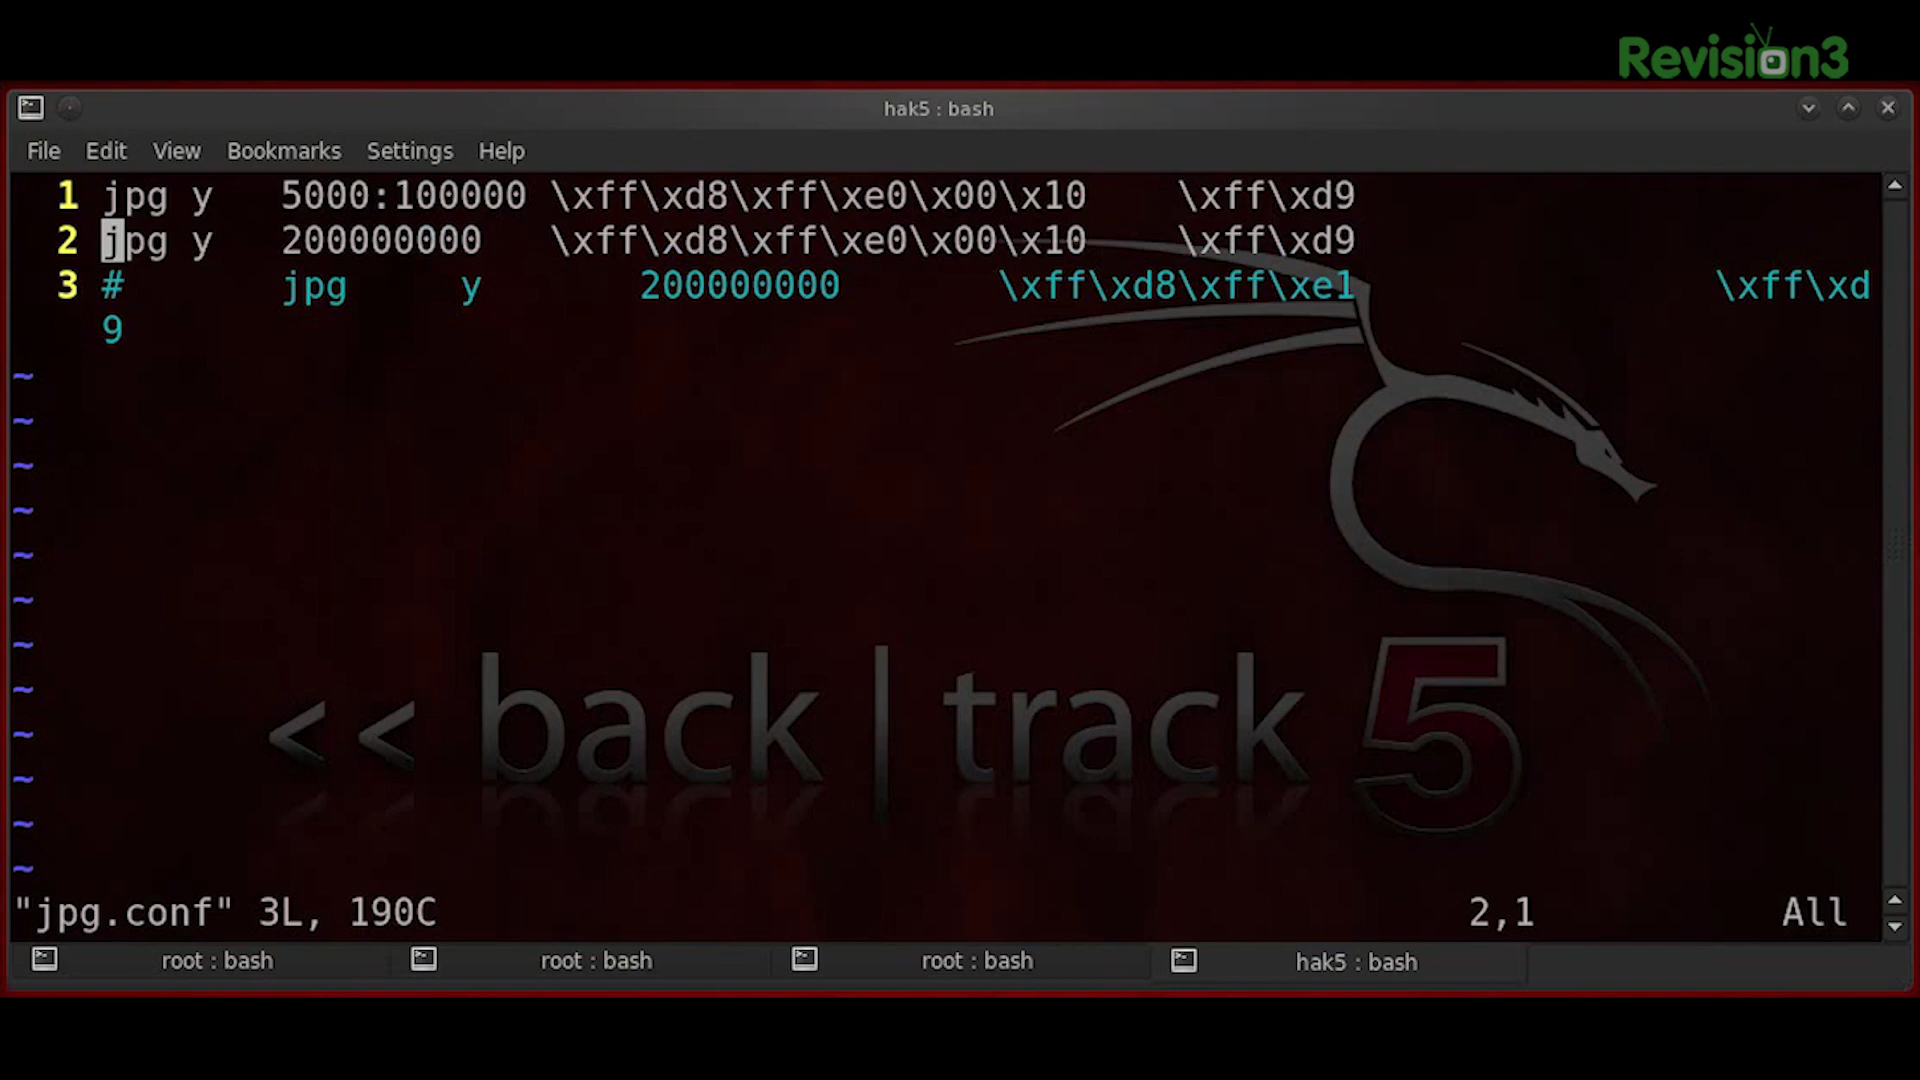 Revision3
hak5 : bash
File Edit View Bookmarks Settings Help
1 jpg y 5000:100000 \xff\xd8\xff\xe0\x00\x10 \xff\xd9
2 jpg y 200000000 \xff\xd8\xff\xe0\x00\x10 \xff\xd9
3 # jpg y 200000000 \xff\xd8\xff\xe1 \xff\xd
9
~
~
~
~
~
~
~
~
~
~
~
~
<< back | track 5
"jpg.conf" 3L, 190C 2,1 All
root : bash root : bash root : bash hak5 : bash